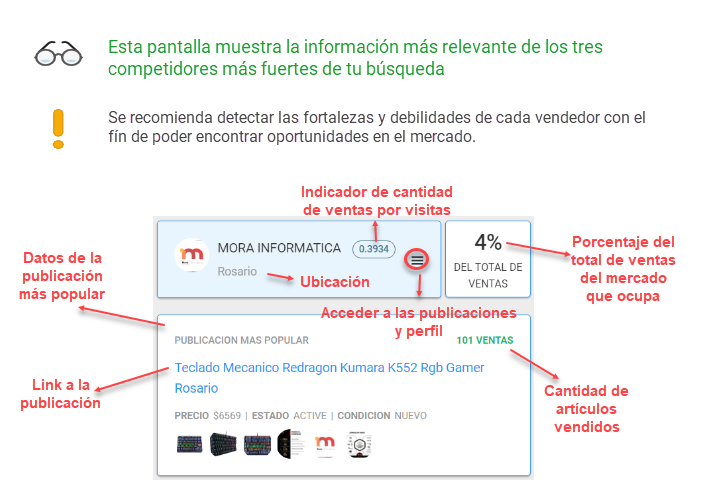 Esta pantalla muestra la información más relevante de los tres
competidores más fuertes de tu búsqueda
Se recomienda detectar las fortalezas y debilidades de cada vendedor con el
fín de poder encontrar oportunidades en el mercado.
Indicador de cantidad
de ventas por visitas
MORA INFORMATICA
0.3934
Rosario
Ubicación
4%
DEL TOTAL DE
VENTAS
Porcentaje del
total de ventas
del mercado
que ocupa
Datos de la
publicación
más popular
Acceder a las publicaciones
y perfil
PUBLICACION MAS POPULAR
101 VENTAS
Teclado Mecanico Redragon Kumara K552 Rgb Gamer
Rosario
Link a la
publicación
Cantidad de
artículos
vendidos
PRECIO $6569 | ESTADO ACTIVE | CONDICION NUEVO